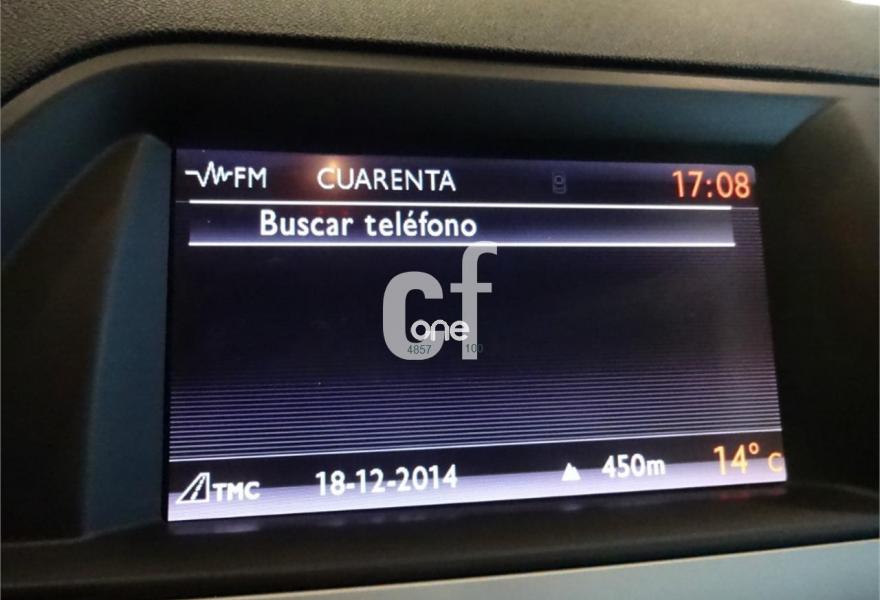 FM CUARENTA 17:08
Buscar teléfono
cf
one
4857 100
TMC 18-12-2014 450m 14° C